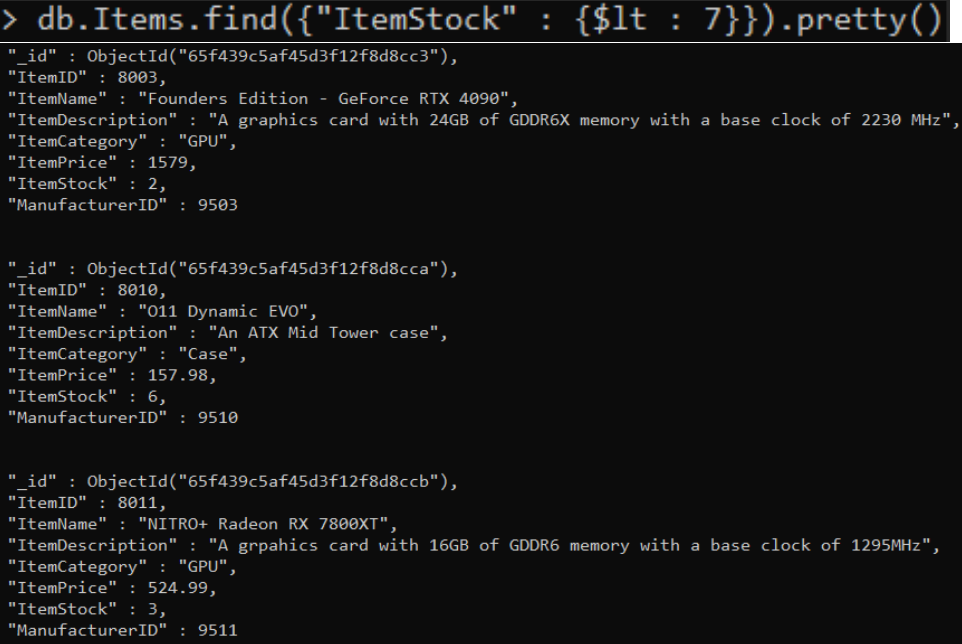 > db.Items.find({"ItemStock" : {$lt : 7}}).pretty()
"_id" : ObjectId("65f439c5af45d3f12f8d8cc3"),
"ItemID" : 8003,
"ItemName" : "Founders Edition - GeForce RTX 4090",
"ItemDescription" : "A graphics card with 24GB of GDDR6X memory with a base clock of 2230 MHz",
"ItemCategory" : "GPU",
"ItemPrice" : 1579,
"ItemStock" : 2,
"ManufacturerID" : 9503
"_id" : ObjectId("65f439c5af45d3f12f8d8cca"),
"ItemID" : 8010,
"ItemName" : "O11 Dynamic EVO",
"ItemDescription" : "An ATX Mid Tower case",
"ItemCategory" : "Case",
"ItemPrice" : 157.98,
"ItemStock" : 6,
"ManufacturerID" : 9510
"_id" : ObjectId("65f439c5af45d3f12f8d8ccb"),
"ItemID" : 8011,
"ItemName" : "NITRO+ Radeon RX 7800XT",
"ItemDescription" : "A grpahics card with 16GB of GDDR6 memory with a base clock of 1295MHz",
"ItemCategory" : "GPU",
"ItemPrice" : 524.99,
"ItemStock" : 3,
"ManufacturerID" : 9511